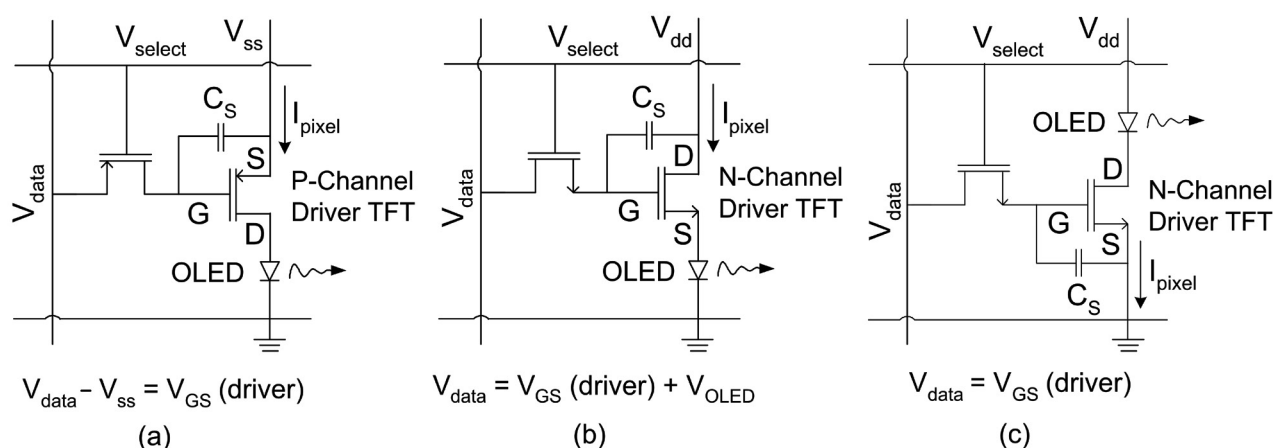 V_select
V_ss
C_S
I_pixel
S
P-Channel
Driver TFT
G
D
V_data
OLED
V_data – V_ss = V_GS (driver)
(a)
V_select
V_dd
C_S
I_pixel
D
N-Channel
Driver TFT
G
S
V_data
OLED
V_data = V_GS (driver) + V_OLED
(b)
V_select
V_dd
OLED
D
N-Channel
Driver TFT
G
S
V_data
C_S
I_pixel
V_data = V_GS (driver)
(c)